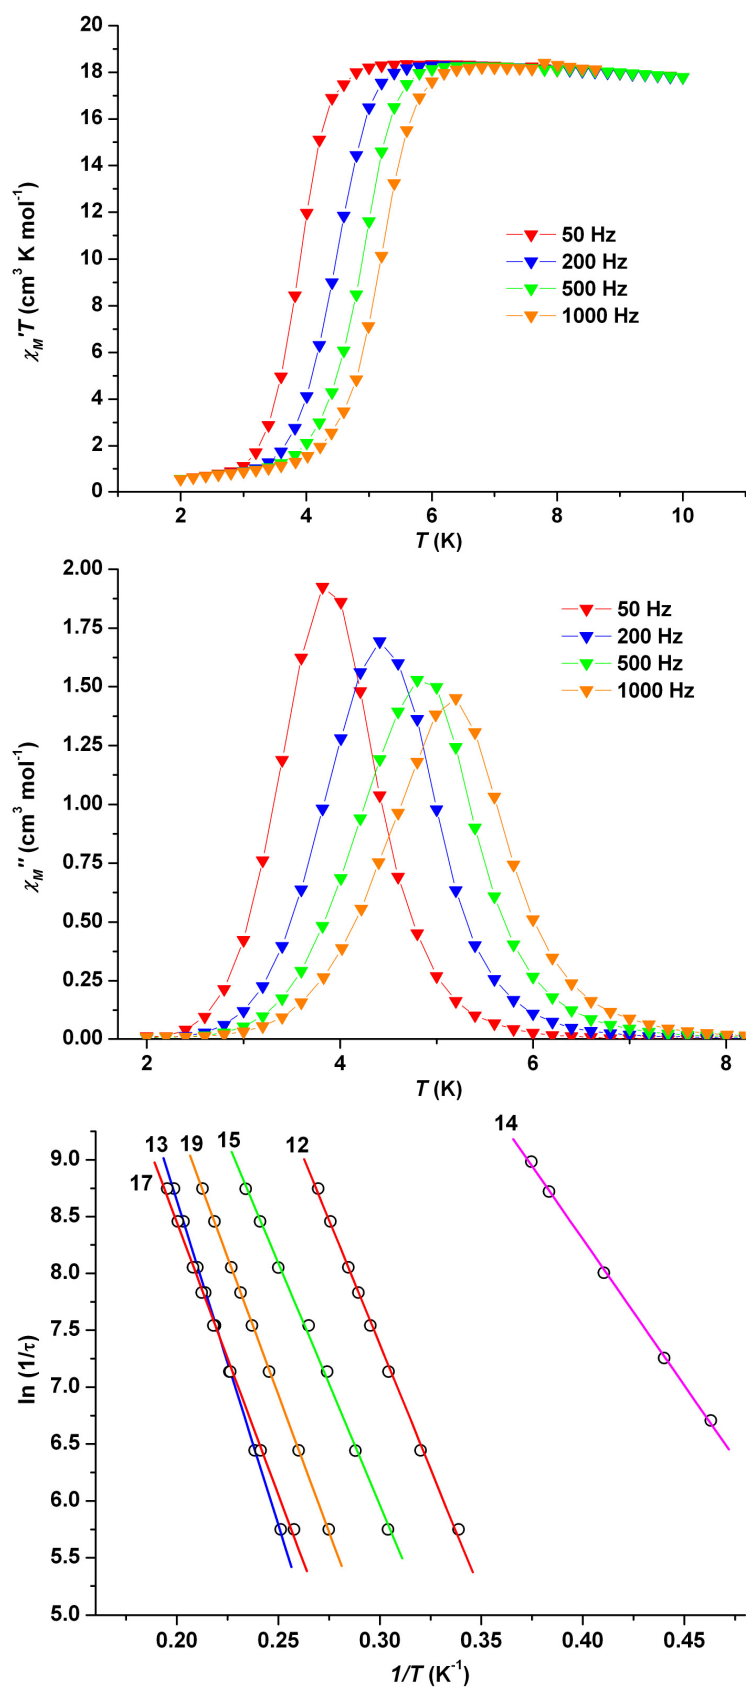 20
18
16
14
12
10
8
6
4
2
0
χM'T (cm³ K mol⁻¹)
50 Hz
200 Hz
500 Hz
1000 Hz
2 4 6 8 10
T (K)
2.00
1.75
1.50
1.25
1.00
0.75
0.50
0.25
0.00
χM'' (cm³ mol⁻¹)
50 Hz
200 Hz
500 Hz
1000 Hz
2 4 6 8
T (K)
14
13 19 15 12
17
9.0
8.5
8.0
7.5
7.0
6.5
6.0
5.5
5.0
ln (1/τ)
0.20 0.25 0.30 0.35 0.40 0.45
1/T (K⁻¹)